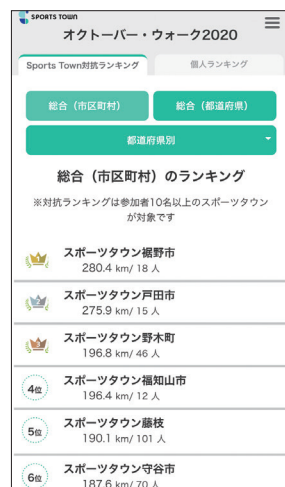 SPORTS TOWN
オクトーバー・ウォーク2020
Sports Town対抗ランキング
個人ランキング
総合（市区町村）
総合（都道府県）
都道府県別
総合（市区町村）のランキング
※対抗ランキングは参加者10名以上のスポーツタウン
が対象です
1
スポーツタウン裾野市
280.4 km/ 18 人
2
スポーツタウン戸田市
275.9 km/ 15 人
3
スポーツタウン野木町
196.8 km/ 46 人
4位
スポーツタウン福知山市
196.4 km/ 12 人
5位
スポーツタウン藤枝
190.1 km/ 101 人
6位
スポーツタウン守谷市
187.6 km/ 70 人